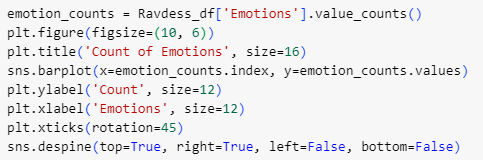 emotion_counts = Ravdess_df['Emotions'].value_counts()
plt.figure(figsize=(10, 6))
plt.title('Count of Emotions', size=16)
sns.barplot(x=emotion_counts.index, y=emotion_counts.values)
plt.ylabel('Count', size=12)
plt.xlabel('Emotions', size=12)
plt.xticks(rotation=45)
sns.despine(top=True, right=True, left=False, bottom=False)